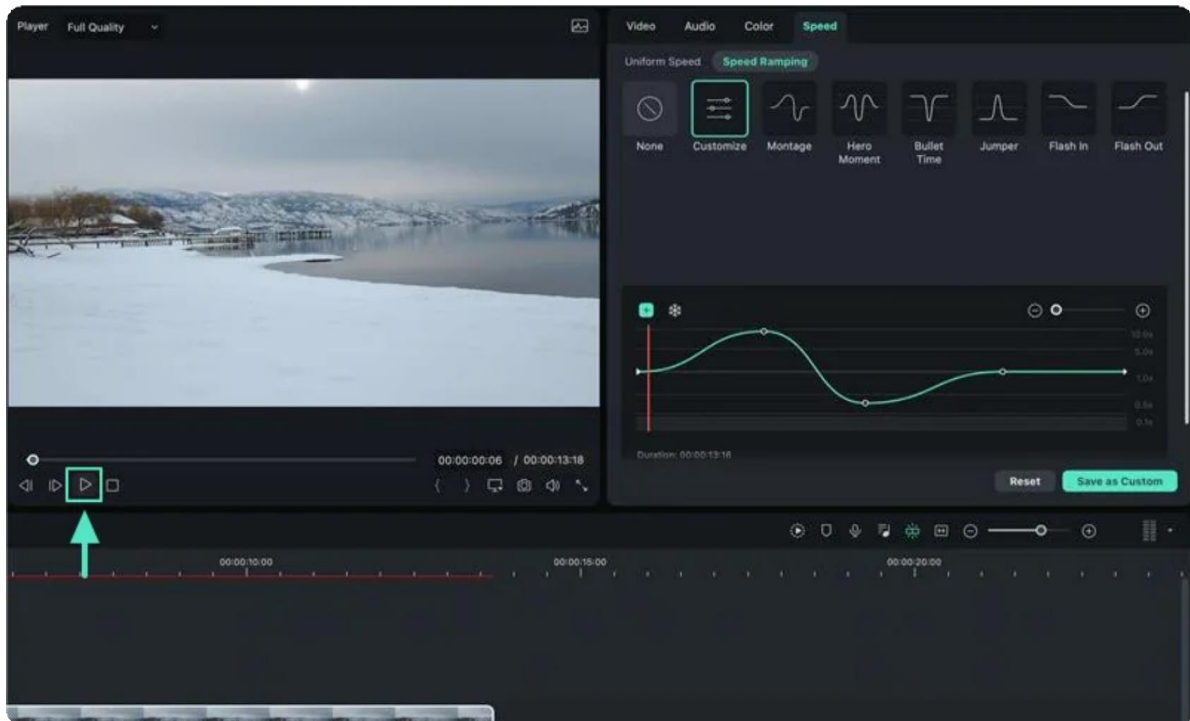 Player Full Quality
Video Audio Color Speed
Uniform Speed Speed Ramping
None Customize Montage Hero Moment Bullet Time Jumper Flash In Flash Out
10.0x
5.0x
1.0x
0.5x
0.1x
00:00:00:06 / 00:00:13:18
Duration: 00:00:13:18
Reset Save as Custom
00:00:10:00 00:00:15:00 00:00:20:00